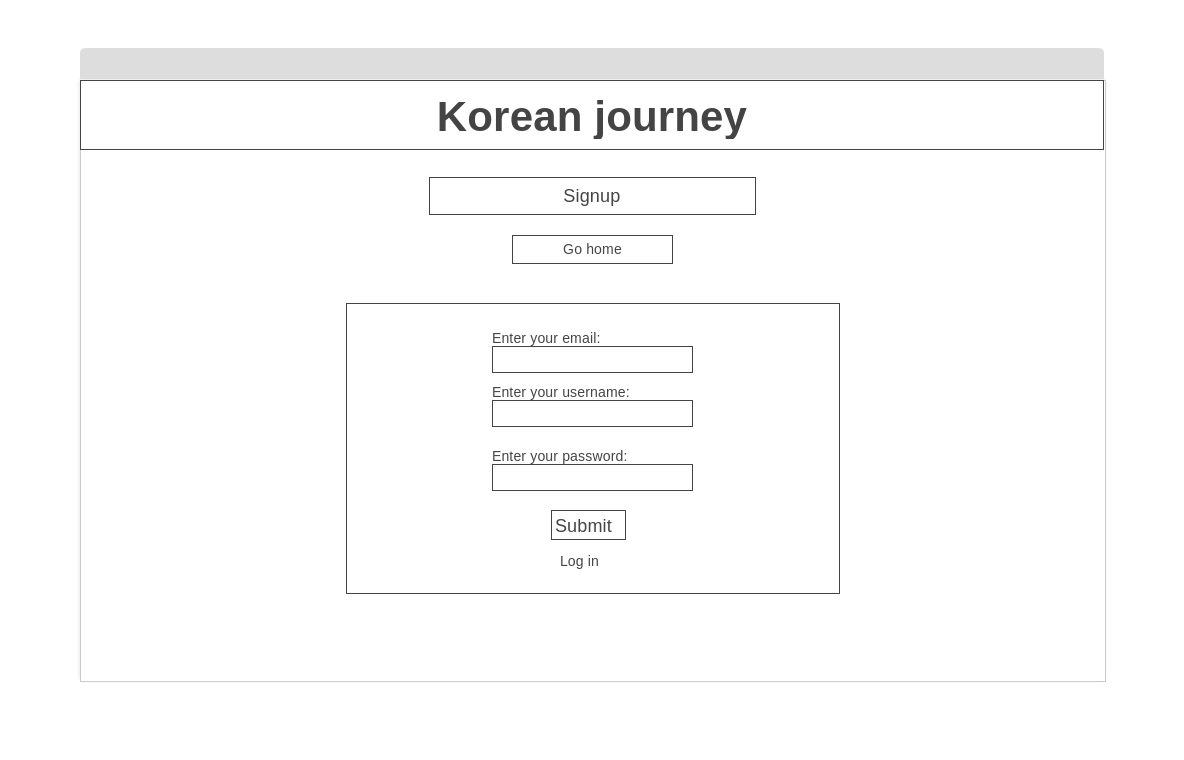 Korean journey
Signup
Go home
Enter your email:
Enter your username:
Enter your password:
Submit
Log in